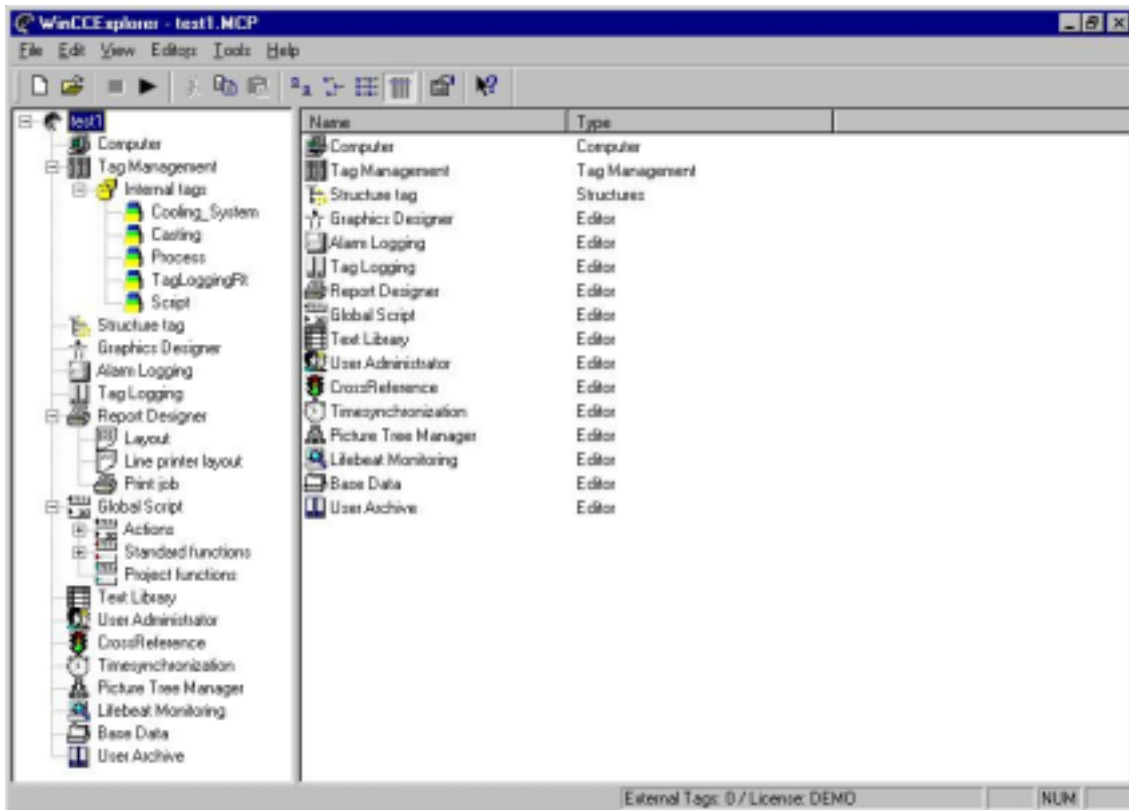 WinCCExplorer - test1.MCP
File Edit View Editors Tools Help
test1
Computer
Tag Management
Internal tags
Cooling_System
Casting
Process
TagLoggingRt
Script
Structure tag
Graphics Designer
Alarm Logging
Tag Logging
Report Designer
Layout
Line printer layout
Print job
Global Script
Actions
Standard functions
Project functions
Text Library
User Administrator
CrossReference
Timesynchronization
Picture Tree Manager
Lifebeat Monitoring
Base Data
User Archive
Name Type
Computer Computer
Tag Management Tag Management
Structure tag Structures
Graphics Designer Editor
Alarm Logging Editor
Tag Logging Editor
Report Designer Editor
Global Script Editor
Text Library Editor
User Administrator Editor
CrossReference Editor
Timesynchronization Editor
Picture Tree Manager Editor
Lifebeat Monitoring Editor
Base Data Editor
User Archive Editor
External Tags: 0 / License: DEMO NUM